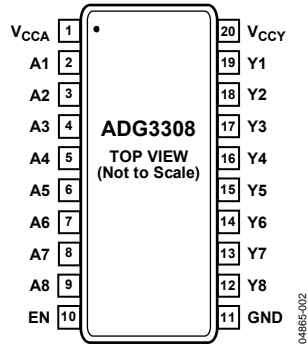 V_CCA 1 20 V_CCY
A1 2 19 Y1
A2 3 18 Y2
A3 4 ADG3308 17 Y3
A4 5 TOP VIEW 16 Y4
(Not to Scale)
A5 6 15 Y5
A6 7 14 Y6
A7 8 13 Y7
A8 9 12 Y8
EN 10 11 GND
04865-002